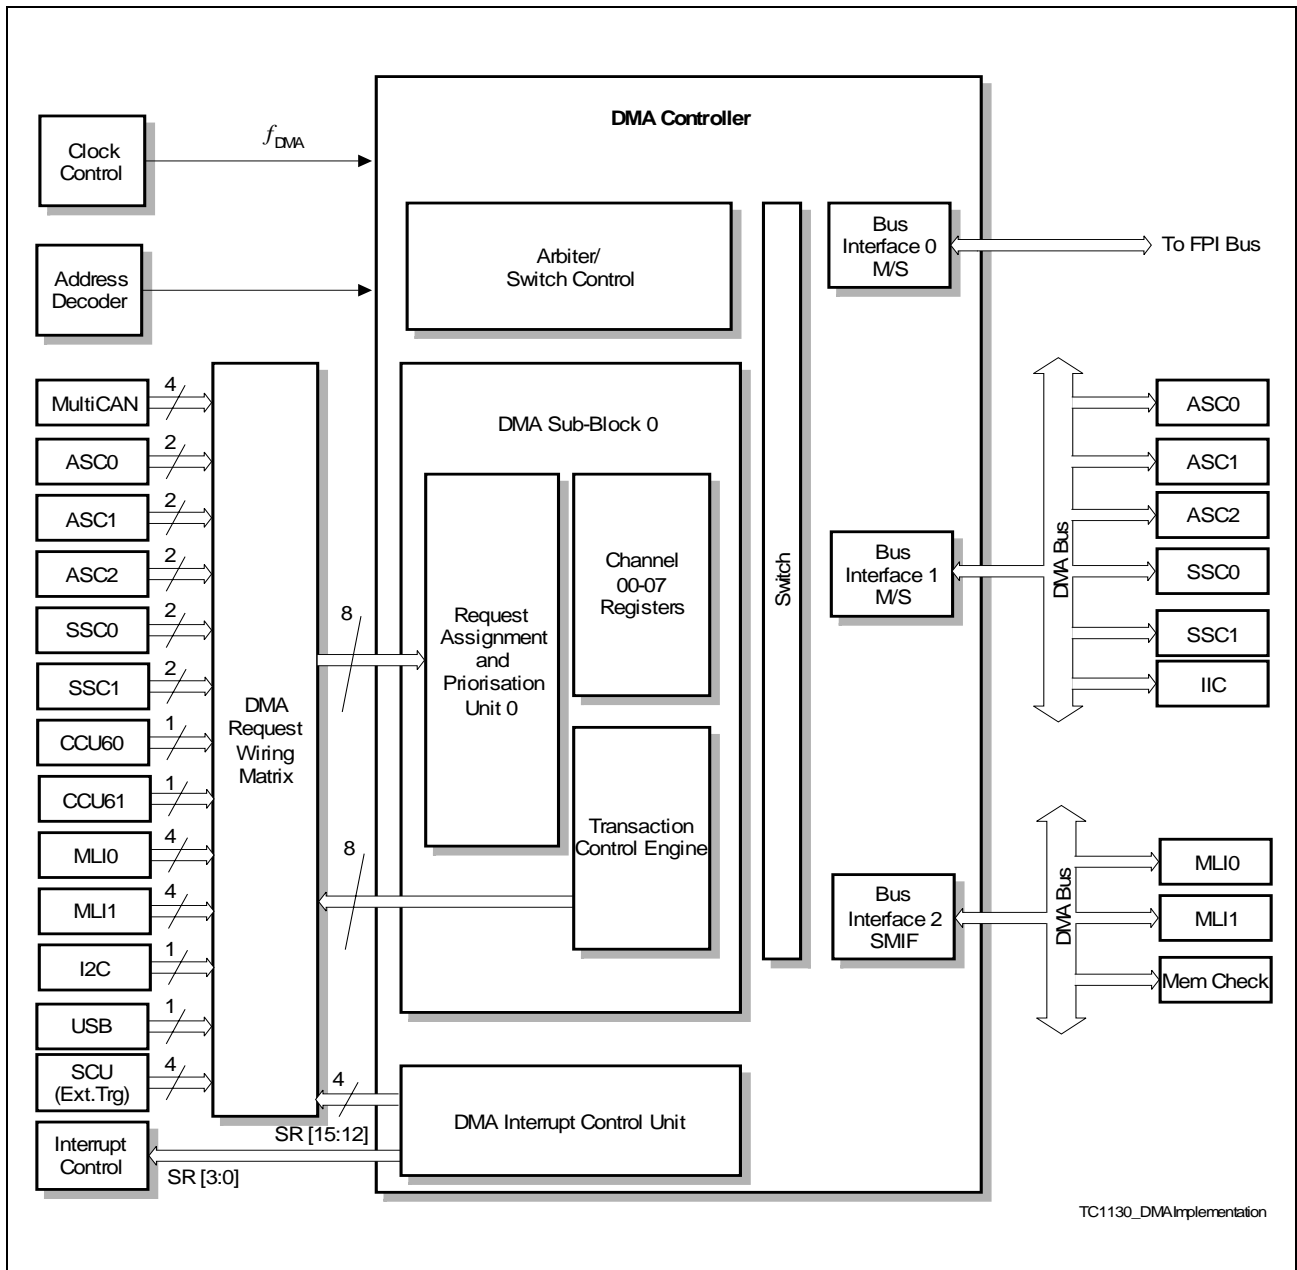 DMA Controller
Clock
Control
f DMA
Address
Decoder
Arbiter/
Switch Control
Bus
Interface 0
M/S
To FPI Bus
MultiCAN
4
ASC0
2
ASC1
2
ASC2
2
SSC0
2
SSC1
2
CCU60
1
CCU61
1
MLI0
4
MLI1
4
I2C
1
USB
1
SCU
(Ext.Trg)
4
Interrupt
Control
DMA
Request
Wiring
Matrix
8
8
4
SR [15:12]
SR [3:0]
DMA Sub-Block 0
Request
Assignment
and
Priorisation
Unit 0
Channel
00-07
Registers
Transaction
Control Engine
DMA Interrupt Control Unit
Switch
Bus
Interface 1
M/S
DMA Bus
ASC0
ASC1
ASC2
SSC0
SSC1
IIC
Bus
Interface 2
SMIF
DMA Bus
MLI0
MLI1
Mem Check
TC1130_DMAImplementation